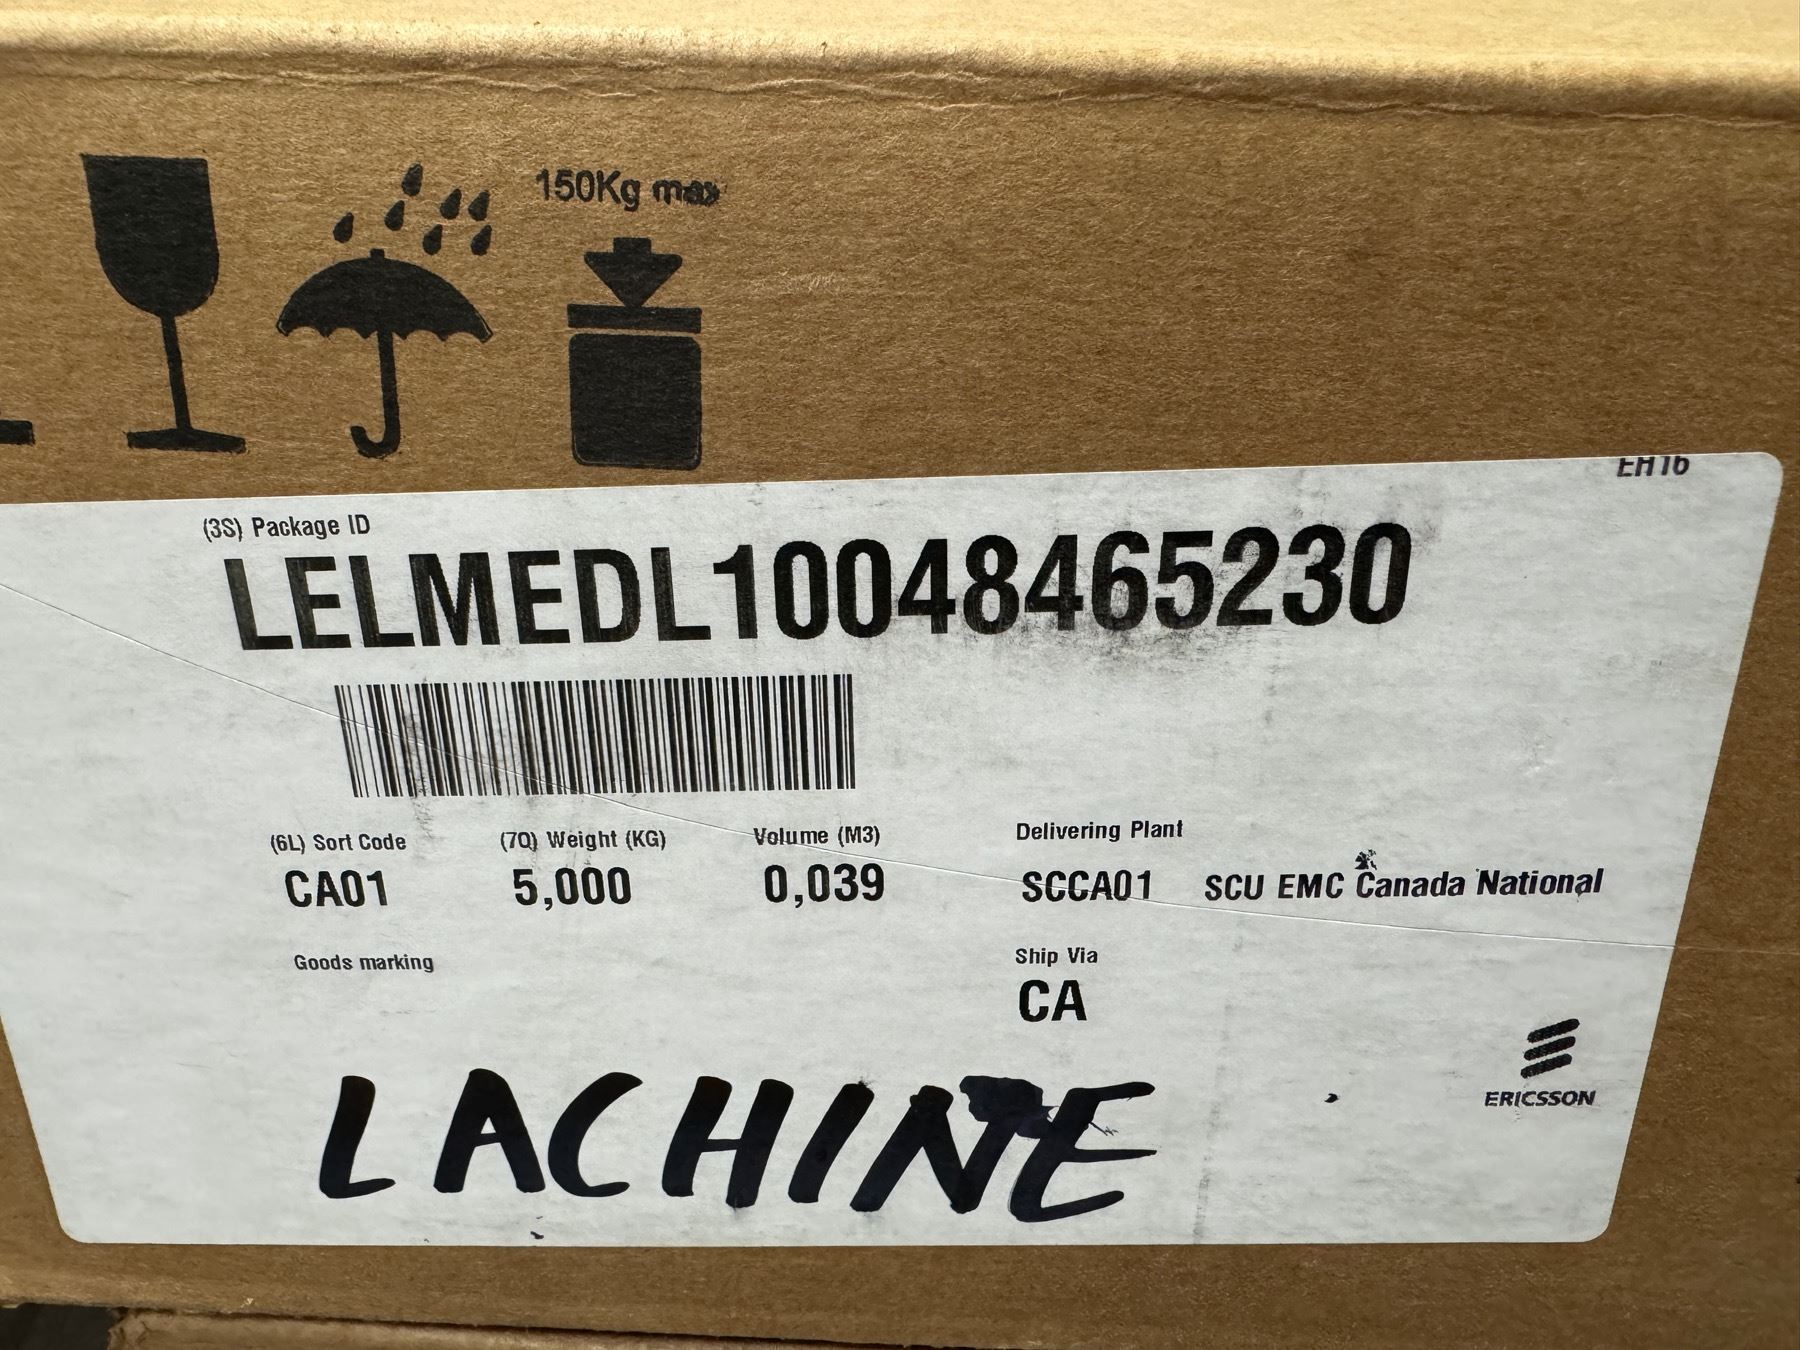 150Kg max
EH16
(3S) Package ID
LELMEDL10048465230
(6L) Sort Code
(7Q) Weight (KG)
Volume (M3)
Delivering Plant
CA01
5,000
0,039
SCCA01 SCU EMC Canada National
Goods marking
Ship Via
CA
ERICSSON
LACHINE